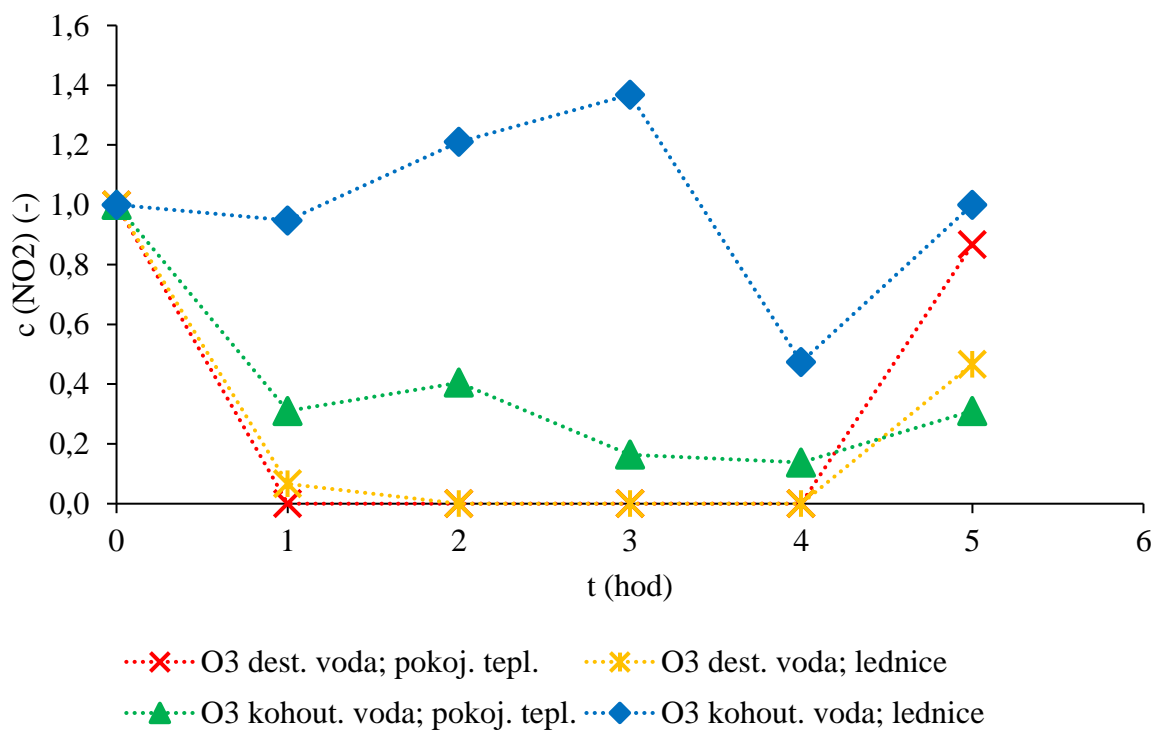 1,6
1,4
1,2
1,0
0,8
0,6
0,4
0,2
0,0
c (NO2) (-)
0 1 2 3 4 5 6
t (hod)
O3 dest. voda; pokoj. tepl. O3 dest. voda; lednice
O3 kohout. voda; pokoj. tepl. O3 kohout. voda; lednice